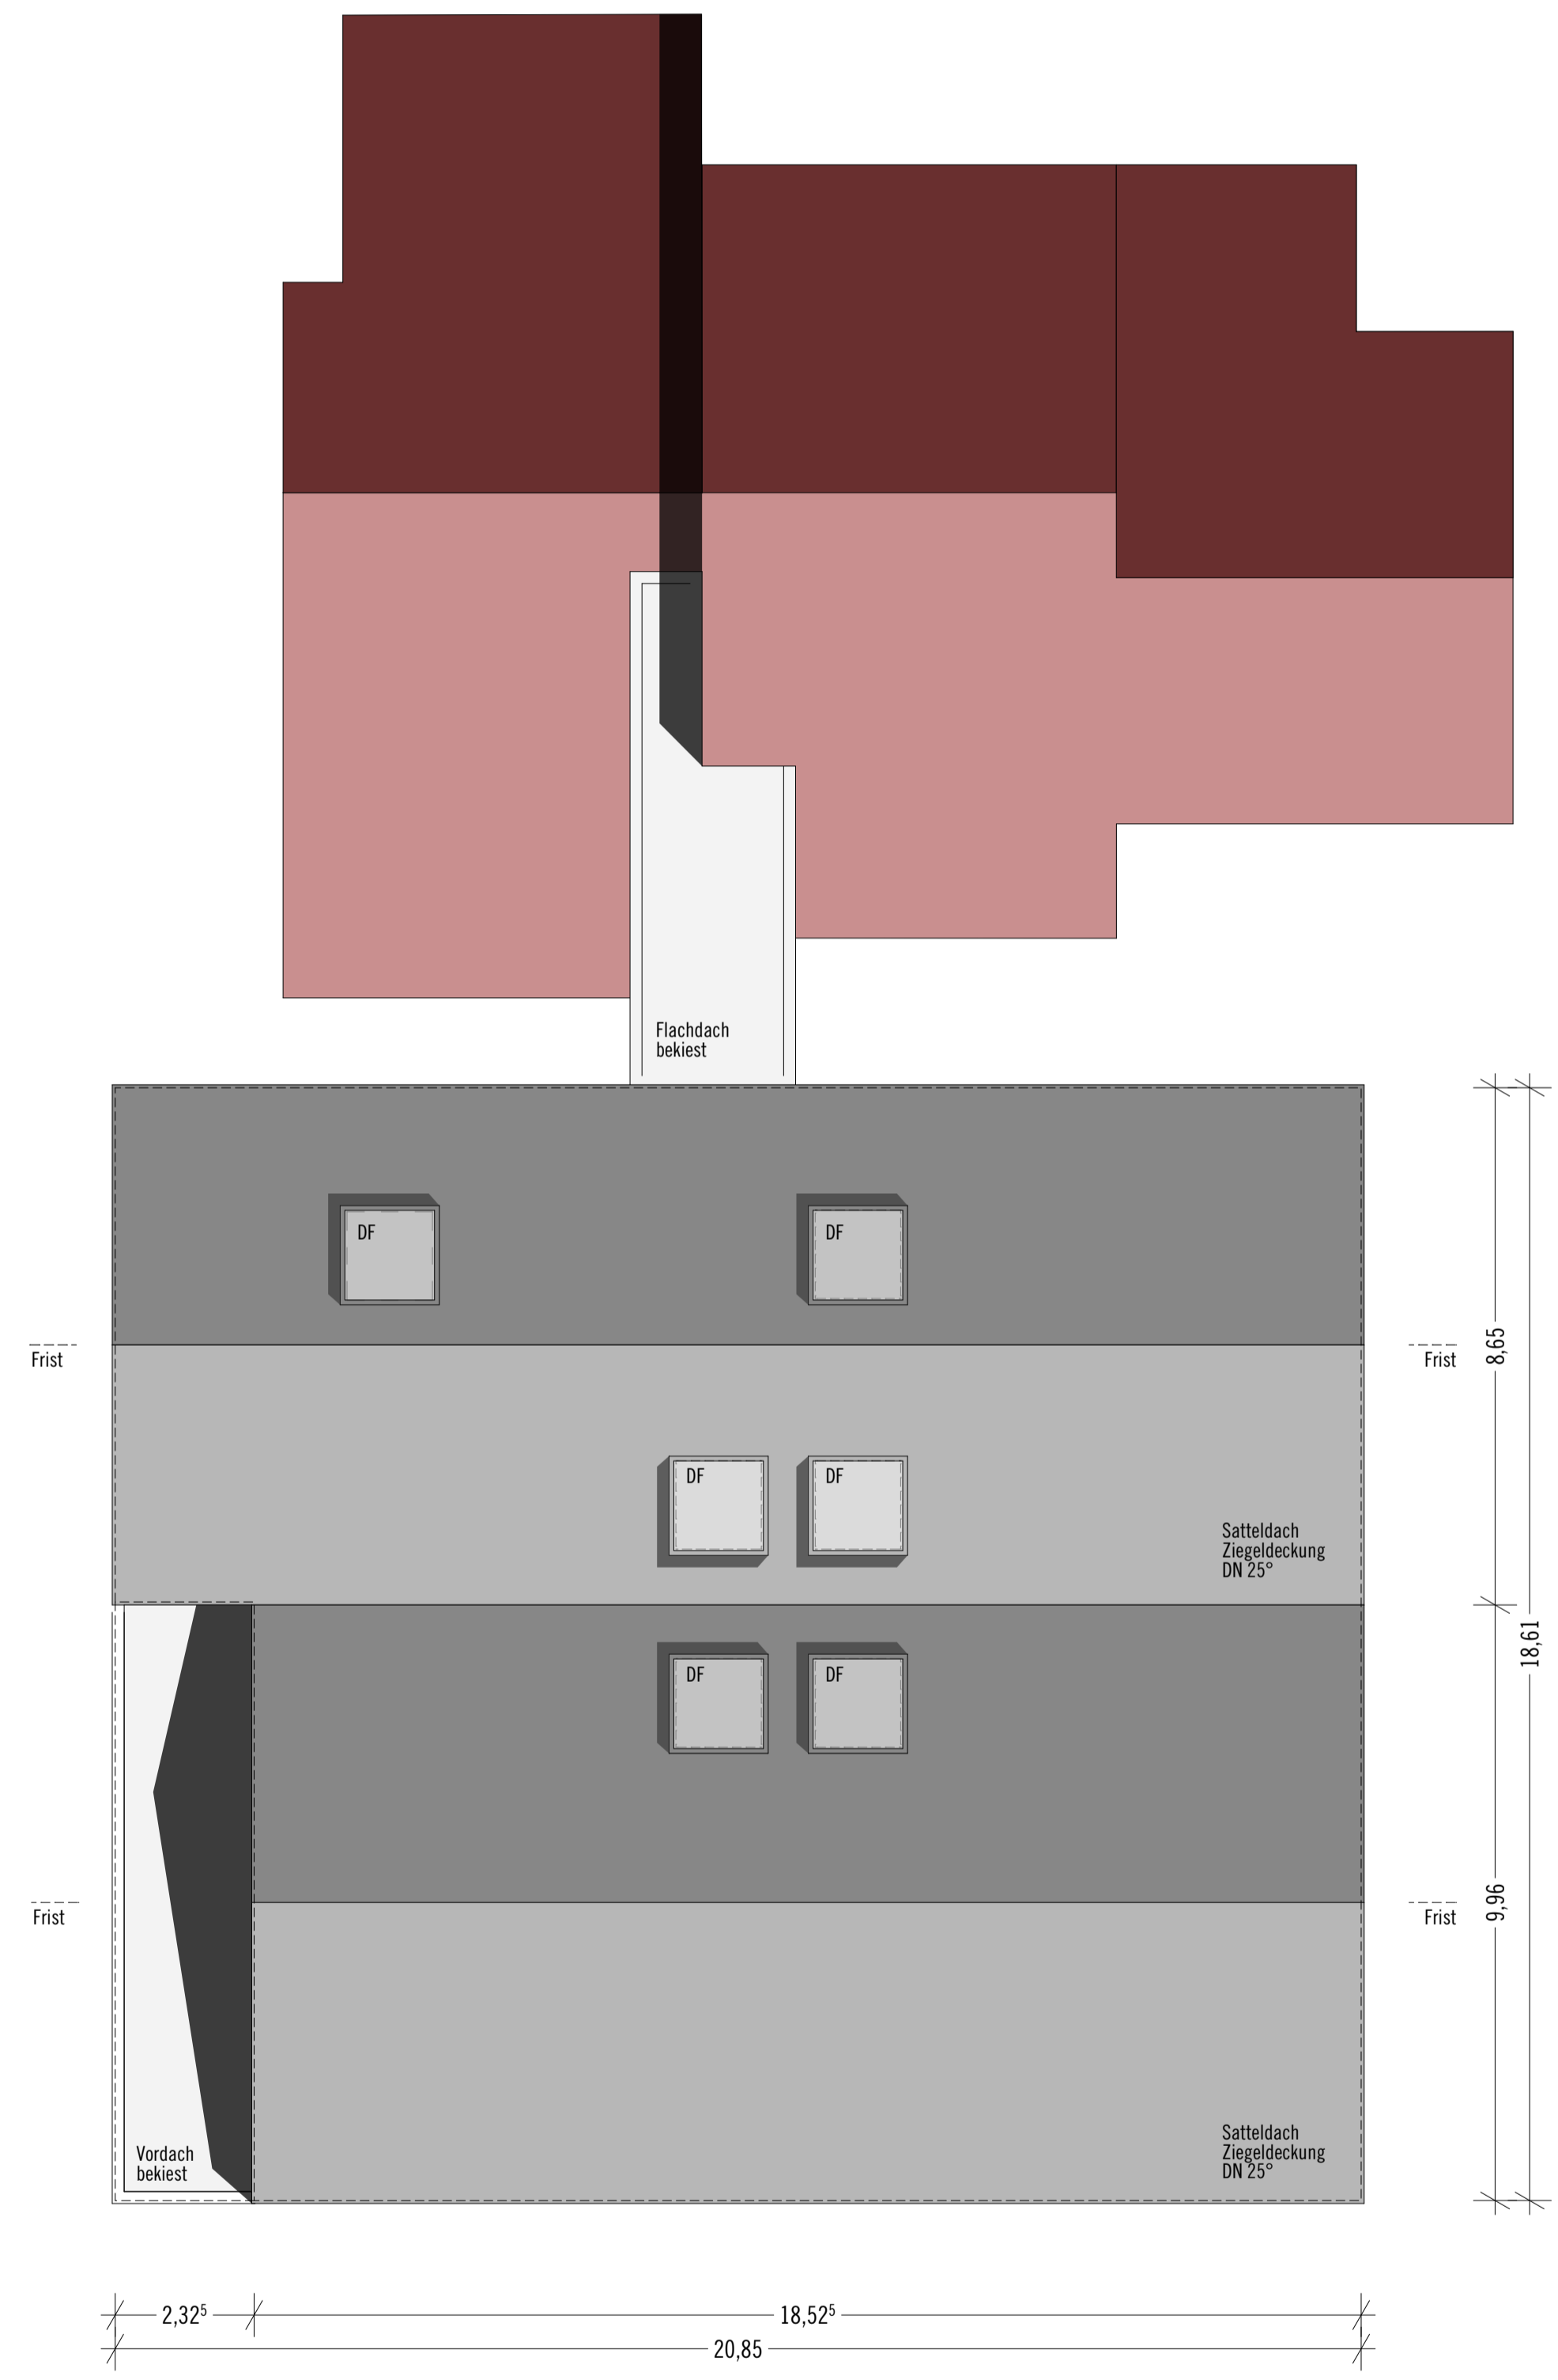 Flachdach
bekiest
DF
DF
Frist
Frist
8,65
DF
DF
Satteldach
Ziegeldeckung
DN 25°
18,61
DF
DF
Frist
Frist
9,96
Vordach
bekiest
Satteldach
Ziegeldeckung
DN 25°
2,32⁵
18,52⁵
20,85